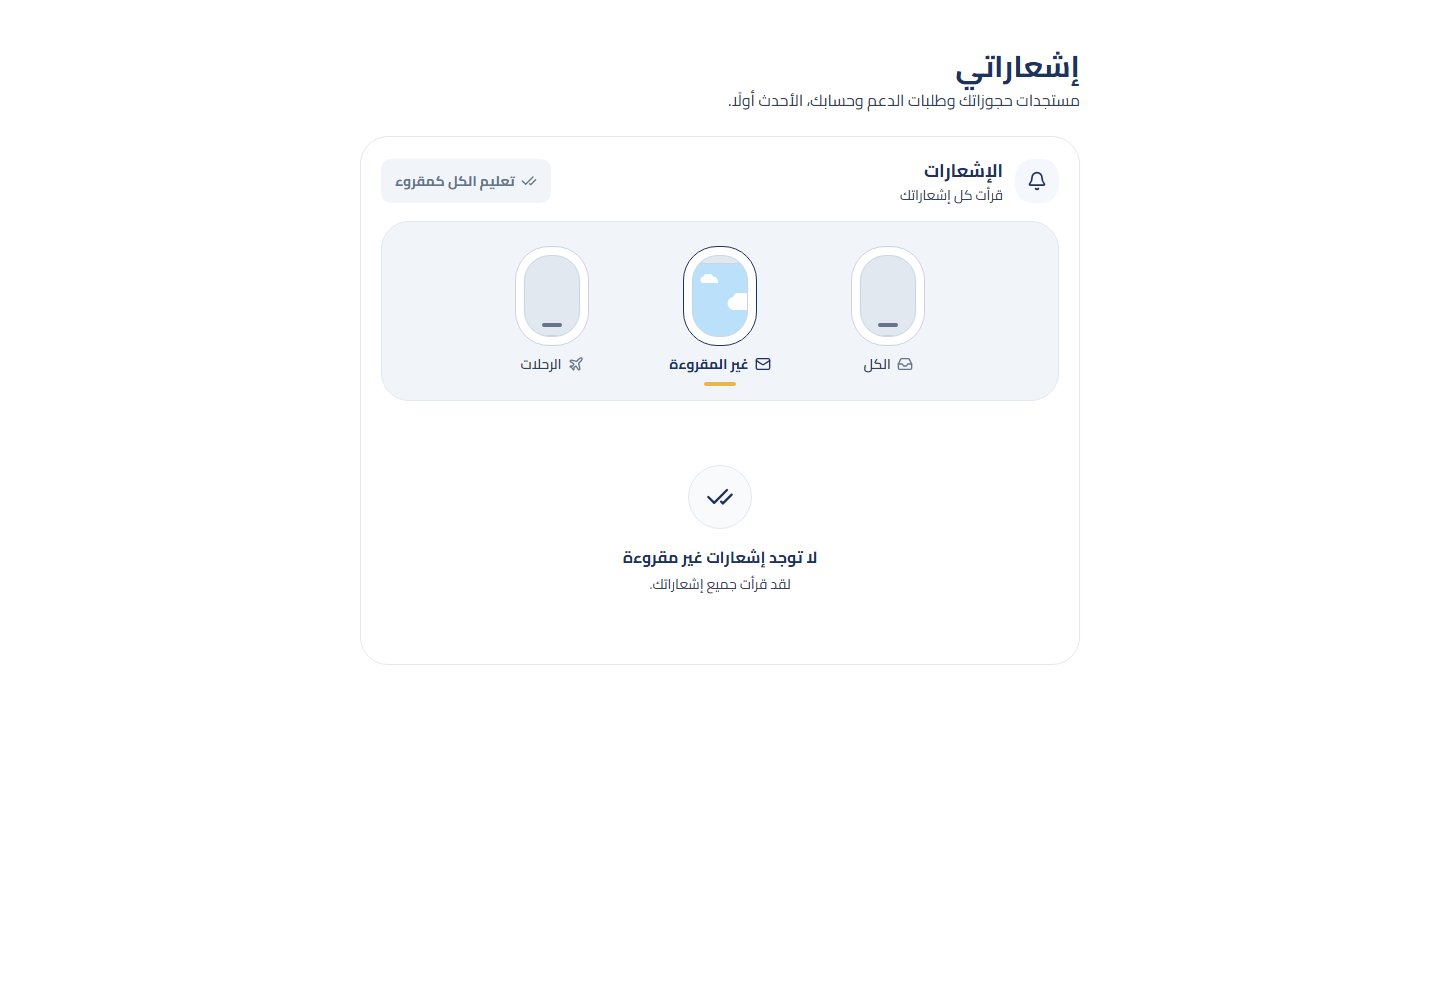 إشعاراتي
مستجدات حجوزاتك وطلبات الدعم وحسابك، الأحدث أولًا.
الإشعارات
قرأت كل إشعاراتك
تعليم الكل كمقروء
الكل
غير المقروءة
الرحلات
لا توجد إشعارات غير مقروءة
لقد قرأت جميع إشعاراتك.